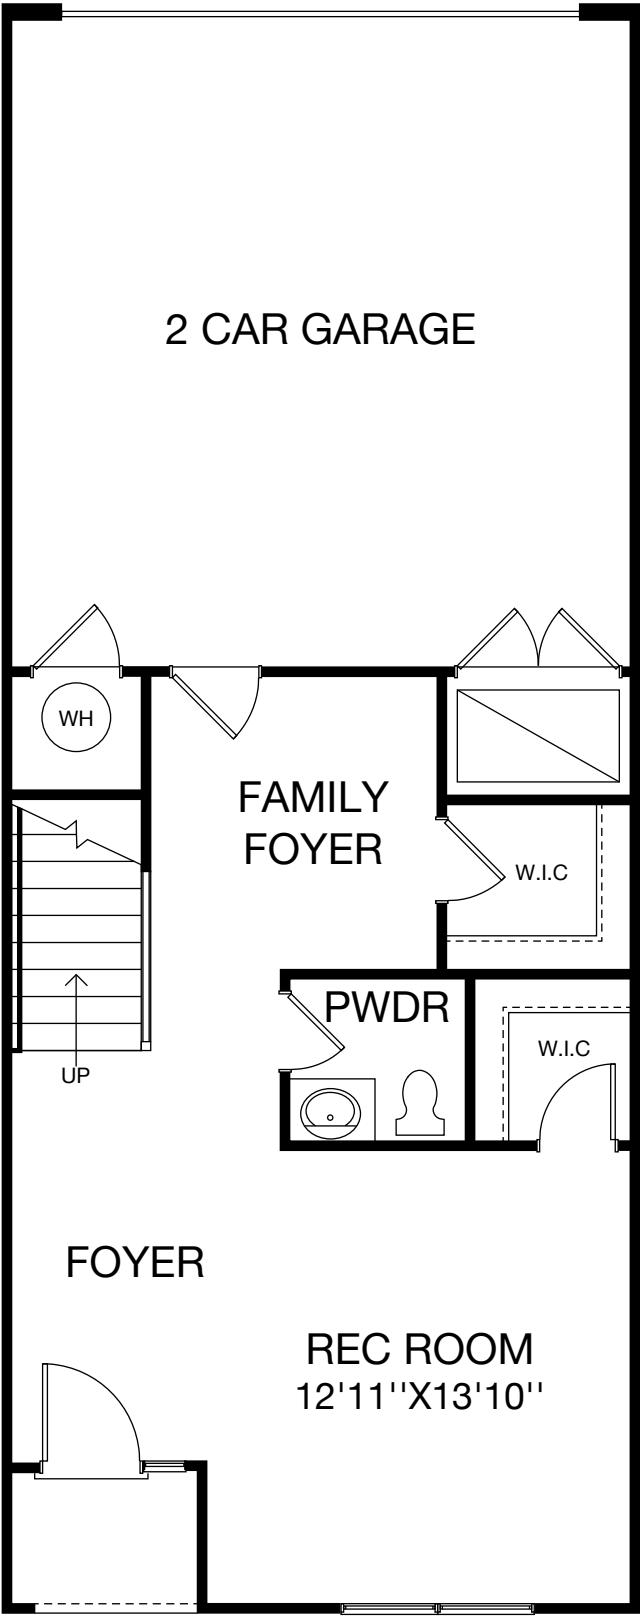 2 CAR GARAGE
WH
FAMILY
FOYER
W.I.C
PWDR
W.I.C
UP
FOYER
REC ROOM
12'11''X13'10''